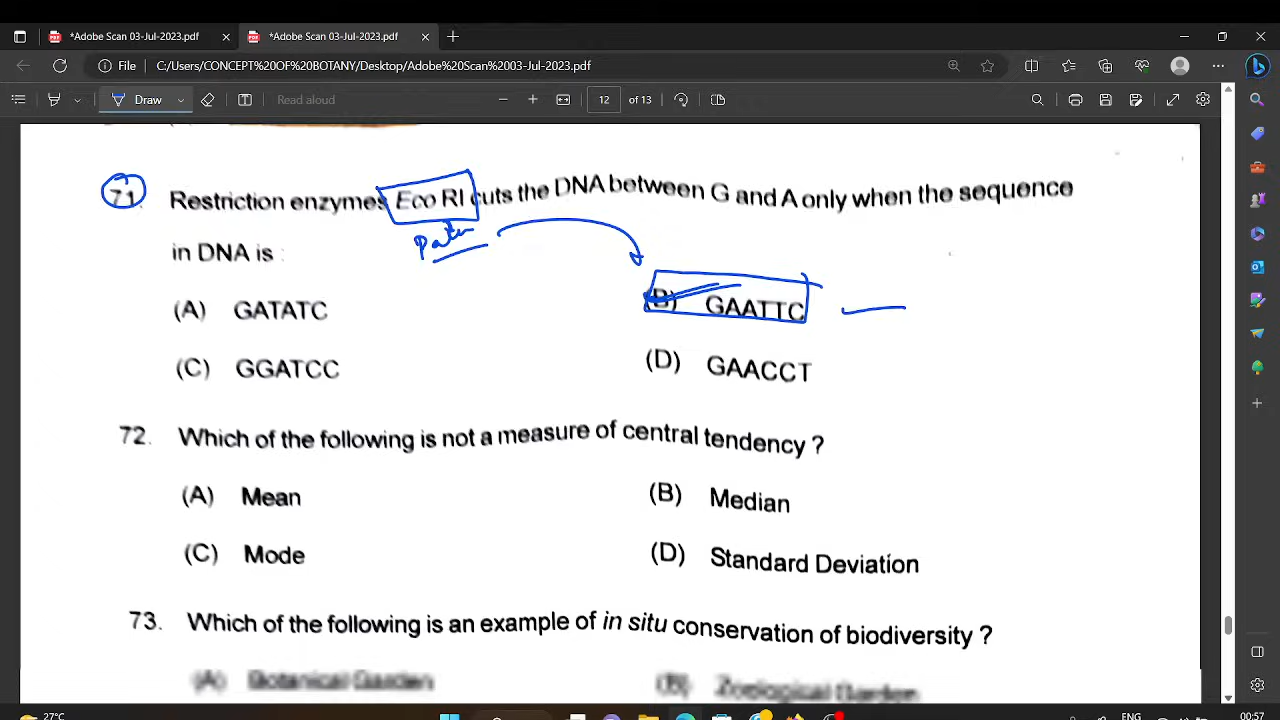 *Adobe Scan 03-Jul-2023.pdf
*Adobe Scan 03-Jul-2023.pdf
File
C:/Users/CONCEPT%20OF%20BOTANY/Desktop/Adobe%20Scan%2003-Jul-2023.pdf
Draw
Read aloud
12 of 13
71. Restriction enzymes Eco RI cuts the DNA between G and A only when the sequence
in DNA is :
(A) GATATC
(B) GAATTC
(C) GGATCC
(D) GAACCT
72. Which of the following is not a measure of central tendency ?
(A) Mean
(B) Median
(C) Mode
(D) Standard Deviation
73. Which of the following is an example of in situ conservation of biodiversity ?
(A) Botanical Garden
(B) Zoological Garden
27°C
ENG
00:57